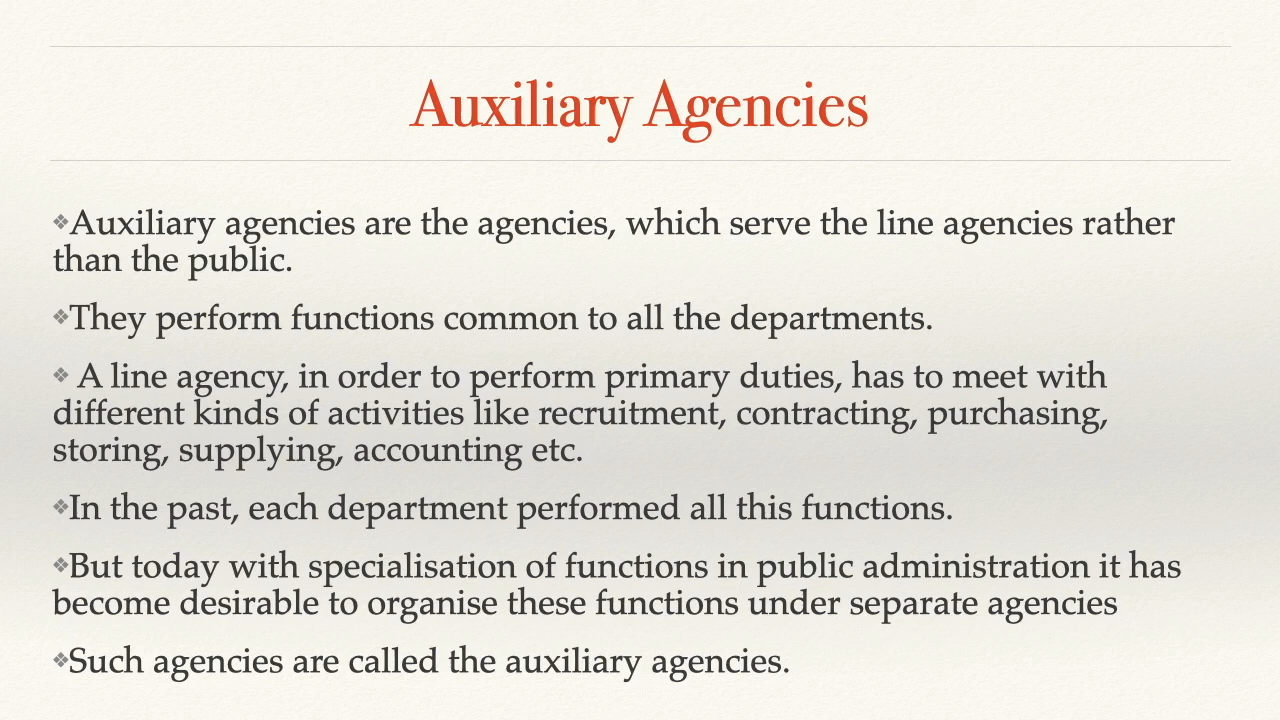 Auxiliary Agencies
❖Auxiliary agencies are the agencies, which serve the line agencies rather
than the public.
❖They perform functions common to all the departments.
❖ A line agency, in order to perform primary duties, has to meet with
different kinds of activities like recruitment, contracting, purchasing,
storing, supplying, accounting etc.
❖In the past, each department performed all this functions.
❖But today with specialisation of functions in public administration it has
become desirable to organise these functions under separate agencies
❖Such agencies are called the auxiliary agencies.